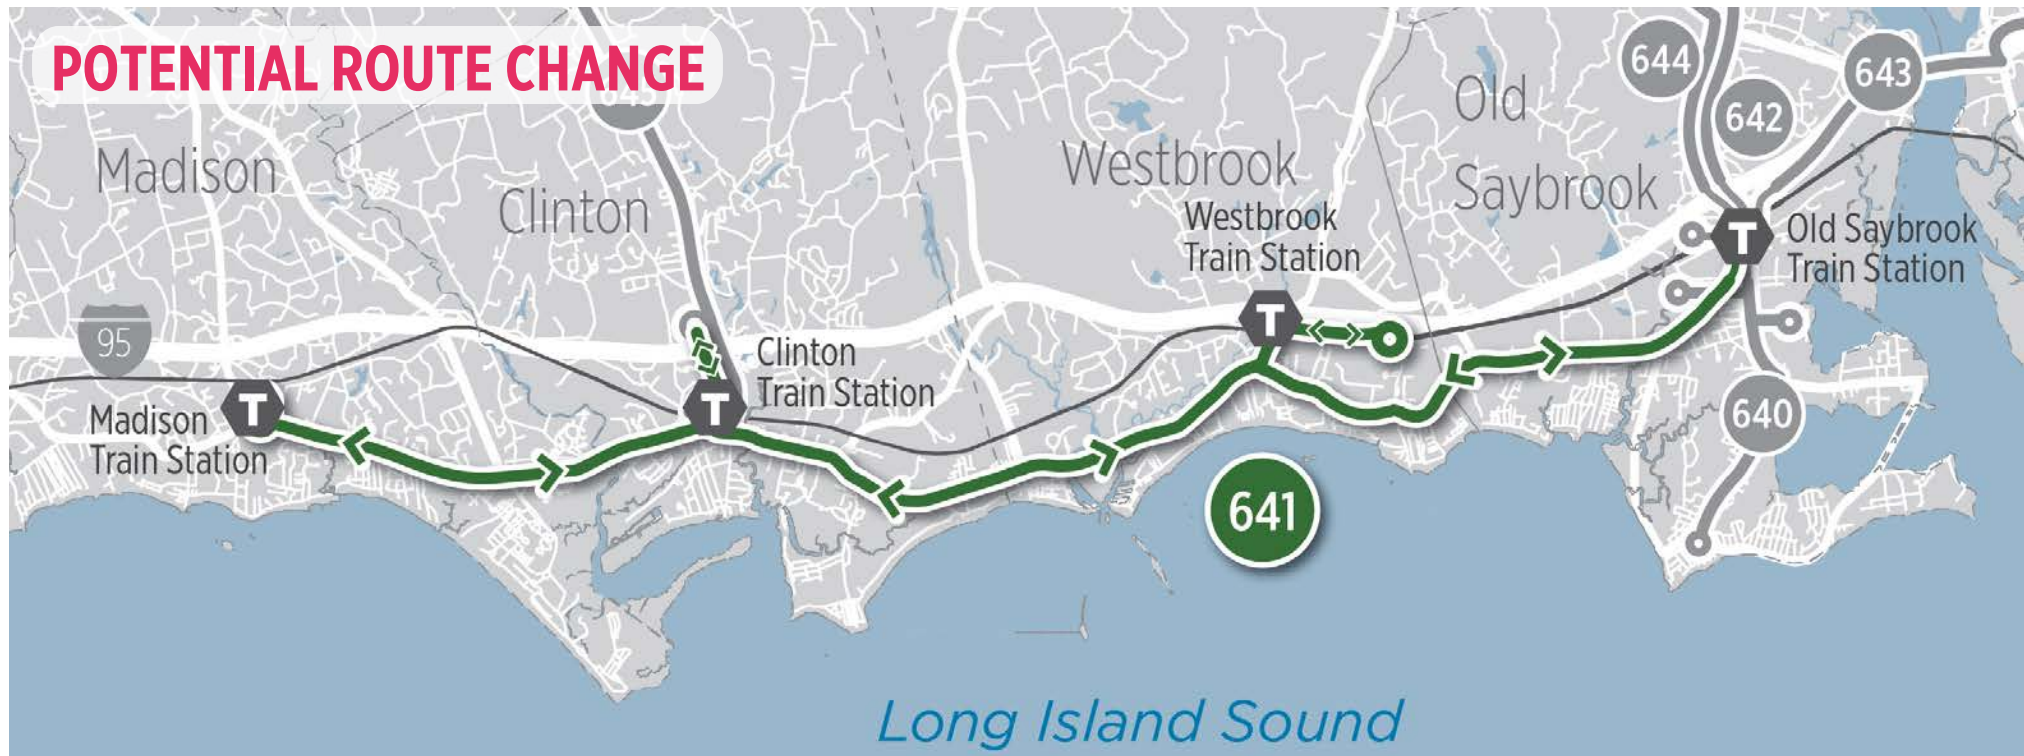 POTENTIAL ROUTE CHANGE
644
643
642
Old
Saybrook
Madison
Clinton
Westbrook
Westbrook
Train Station
T
T
Old Saybrook
Train Station
95
Clinton
Train Station
T
T
Madison
Train Station
640
641
Long Island Sound